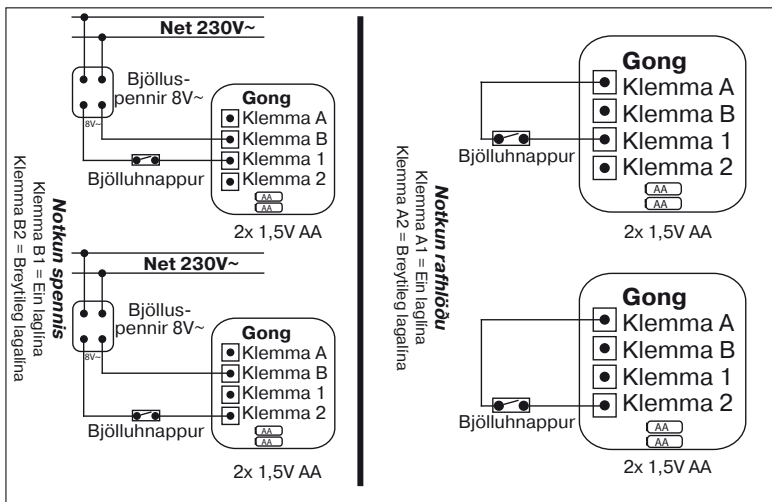 Net 230V~
Bjöllus-
pennir 8V~
8V~
Gong
Klemma A
Klemma B
Klemma 1
Klemma 2
Bjölluhnappur
AA
AA
2x 1,5V AA
Net 230V~
Bjöllus-
pennir 8V~
8V~
Gong
Klemma A
Klemma B
Klemma 1
Klemma 2
Bjölluhnappur
AA
AA
2x 1,5V AA
Notkun spennis
Klemma B1 = Ein laglína
Klemma B2 = Breytileg lagalína
Gong
Klemma A
Klemma B
Klemma 1
Klemma 2
Bjölluhnappur
AA
AA
2x 1,5V AA
Notkun rafhlöðu
Klemma A1 = Ein laglína
Klemma A2 = Breytileg lagalína
Gong
Klemma A
Klemma B
Klemma 1
Klemma 2
Bjölluhnappur
AA
AA
2x 1,5V AA